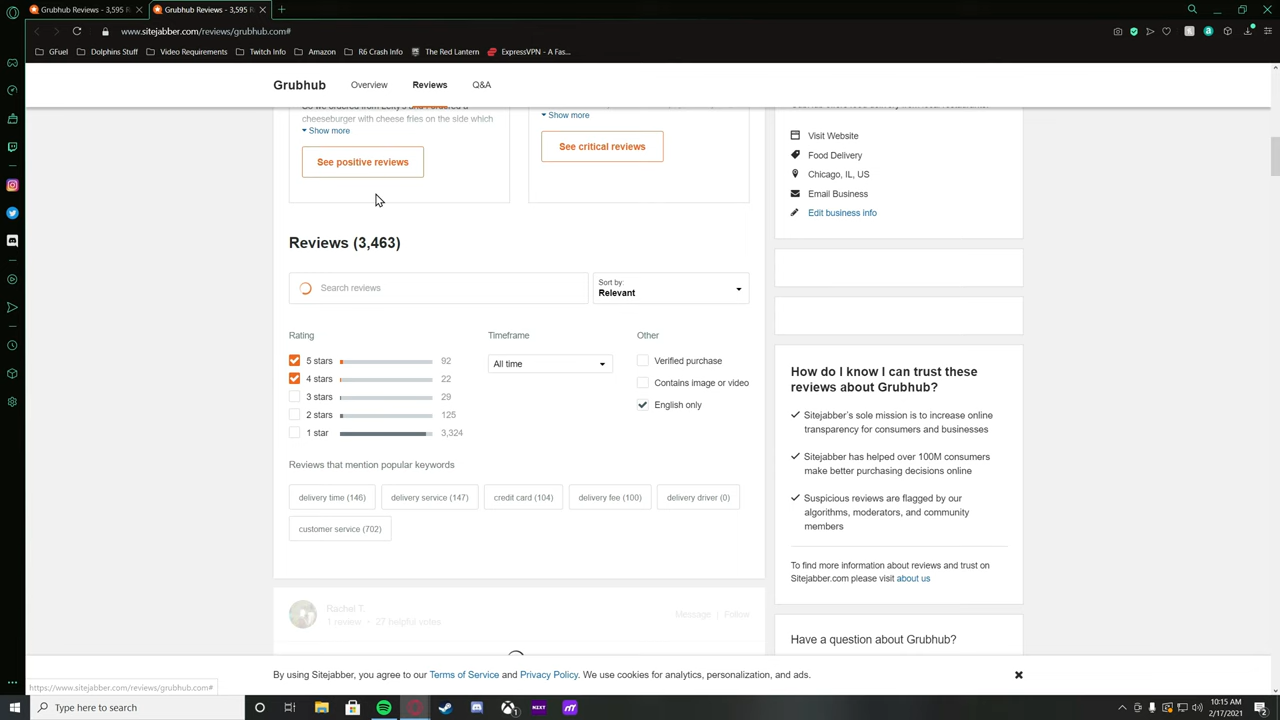 Grubhub Reviews - 3,595 R
Grubhub Reviews - 3,595 R
www.sitejabber.com/reviews/grubhub.com#
GFuel
Dolphins Stuff
Video Requirements
Twitch Info
Amazon
R6 Crash Info
The Red Lantern
ExpressVPN - A Fas...
Grubhub
Overview
Reviews
Q&A
cheeseburger with cheese fries on the side which
Show more
See positive reviews
Show more
See critical reviews
Visit Website
Food Delivery
Chicago, IL, US
Email Business
Edit business info
Reviews (3,463)
Search reviews
Sort by:
Relevant
Rating
5 stars 92
4 stars 22
3 stars 29
2 stars 125
1 star 3,324
Timeframe
All time
Other
Verified purchase
Contains image or video
English only
Reviews that mention popular keywords
delivery time (146)
delivery service (147)
credit card (104)
delivery fee (100)
delivery driver (0)
customer service (702)
How do I know I can trust these
reviews about Grubhub?
Sitejabber's sole mission is to increase online
transparency for consumers and businesses
Sitejabber has helped over 100M consumers
make better purchasing decisions online
Suspicious reviews are flagged by our
algorithms, moderators, and community
members
To find more information about reviews and trust on
Sitejabber.com please visit about us
Have a question about Grubhub?
Rachel T.
1 review • 27 helpful votes
Message | Follow
By using Sitejabber, you agree to our Terms of Service and Privacy Policy. We use cookies for analytics, personalization, and ads.
https://www.sitejabber.com/reviews/grubhub.com#
Type here to search
NZXT
10:15 AM
2/17/2021
2